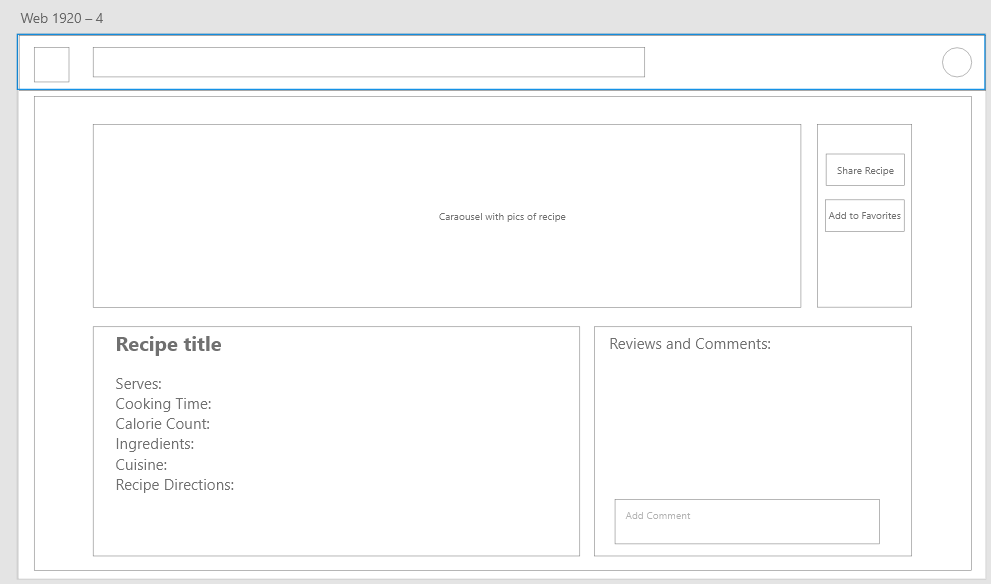 Web 1920 – 4
Caraousel with pics of recipe
Share Recipe
Add to Favorites
Recipe title
Serves:
Cooking Time:
Calorie Count:
Ingredients:
Cuisine:
Recipe Directions:
Reviews and Comments:
Add Comment